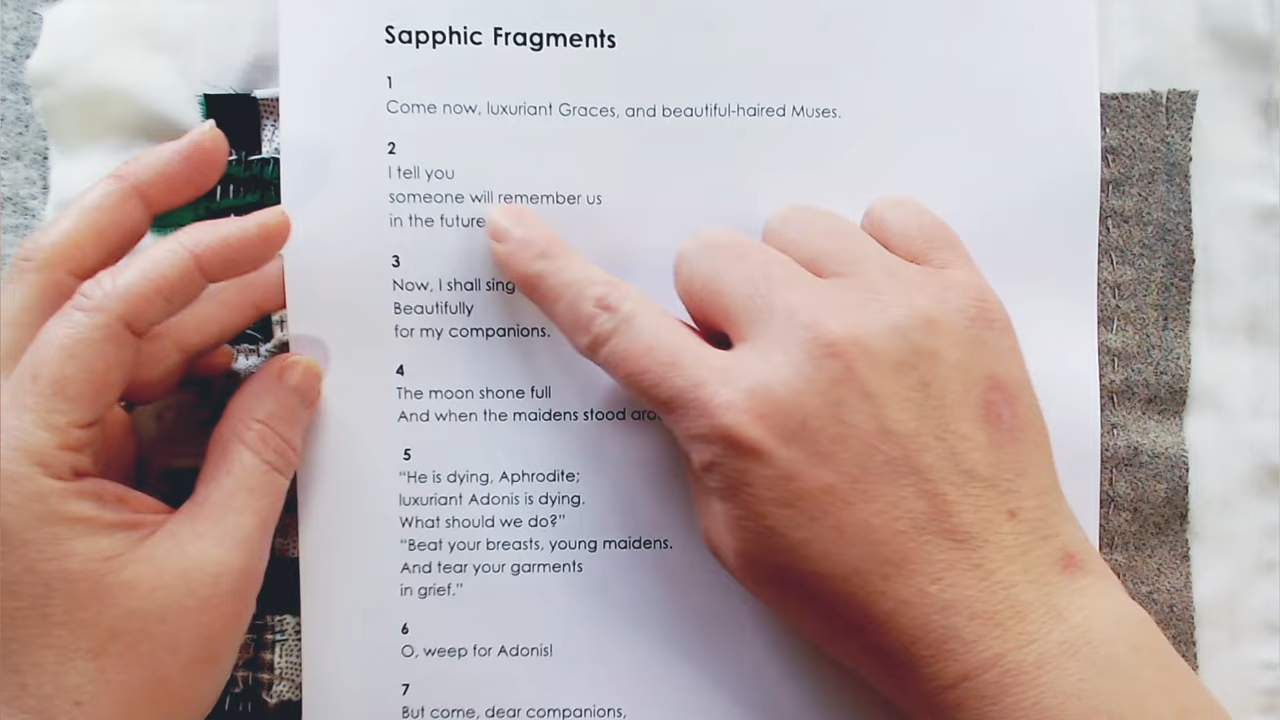 Sapphic Fragments
1
Come now, luxuriant Graces, and beautiful-haired Muses.
2
I tell you
someone will remember us
in the future
3
Now, I shall sing
Beautifully
for my companions.
4
The moon shone full
And when the maidens stood
5
“He is dying, Aphrodite;
luxuriant Adonis is dying.
What should we do?”
“Beat your breasts, young maidens.
And tear your garments
in grief.”
6
O, weep for Adonis!
7
But come, dear companions,